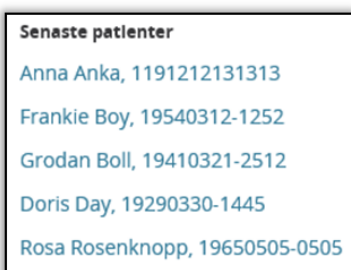 Senaste patienter
Anna Anka, 1191212131313
Frankie Boy, 19540312-1252
Grodan Boll, 19410321-2512
Doris Day, 19290330-1445
Rosa Rosenknopp, 19650505-0505